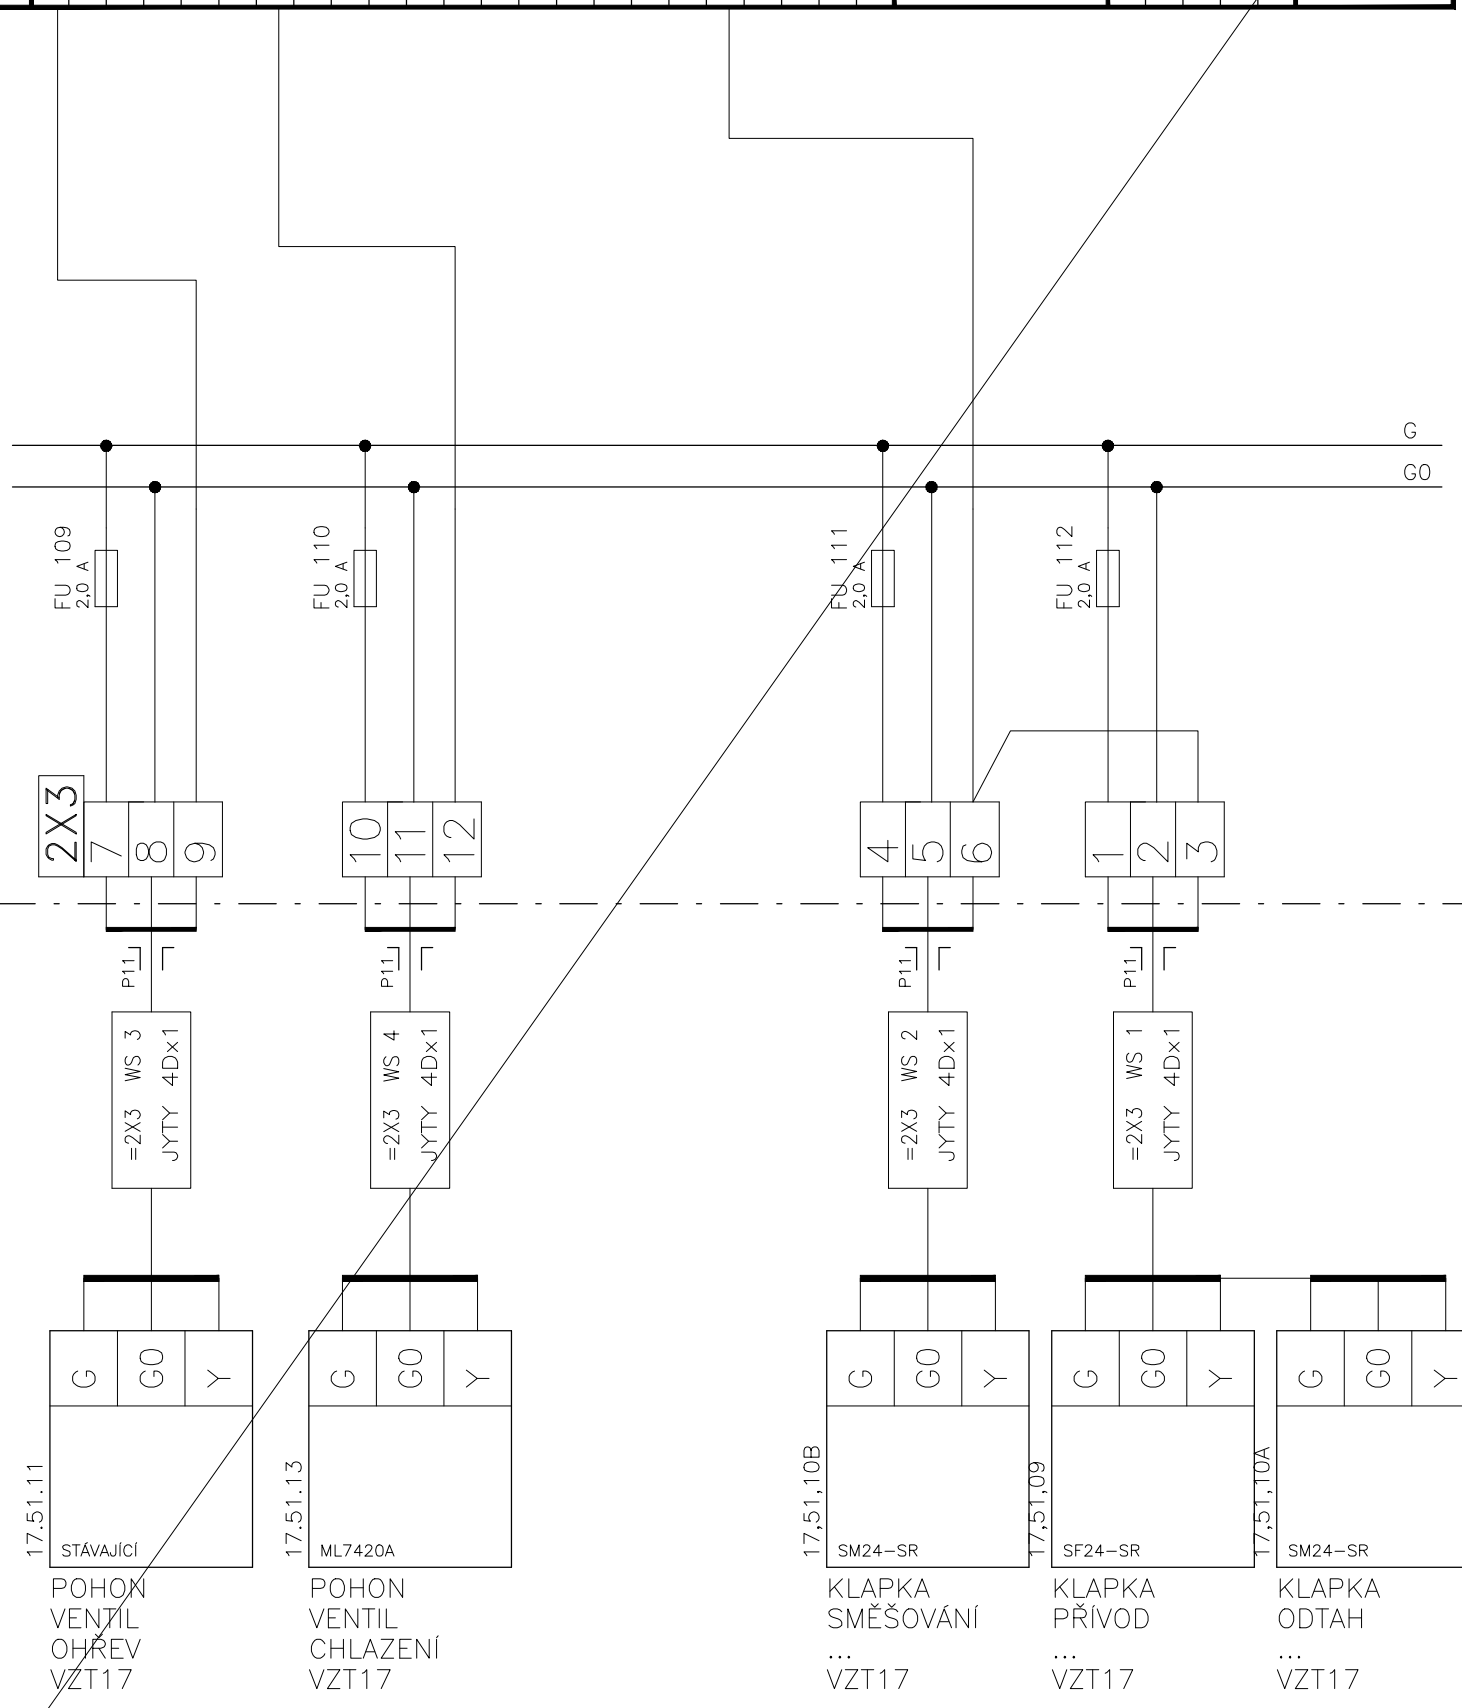 G
G0
FU 109
2,0 A
FU 110
2,0 A
FU 111
2,0 A
FU 112
2,0 A
2X3
7
8
9
10
11
12
4
5
6
1
2
3
P11
P11
P11
P11
=2X3 WS 3
JYTY 4Dx1
=2X3 WS 4
JYTY 4Dx1
=2X3 WS 2
JYTY 4Dx1
=2X3 WS 1
JYTY 4Dx1
G
G0
Y
G
G0
Y
G
G0
Y
G
G0
Y
G
G0
Y
17.51.11
STÁVAJÍCÍ
POHON
VENTIL
OHŘEV
VZT17
17.51.13
ML7420A
POHON
VENTIL
CHLAZENÍ
VZT17
17,51,10B
SM24-SR
KLAPKA
SMĚŠOVÁNÍ
...
VZT17
17,51,09
SF24-SR
KLAPKA
PŘÍVOD
...
VZT17
17,51,10A
SM24-SR
KLAPKA
ODTAH
...
VZT17